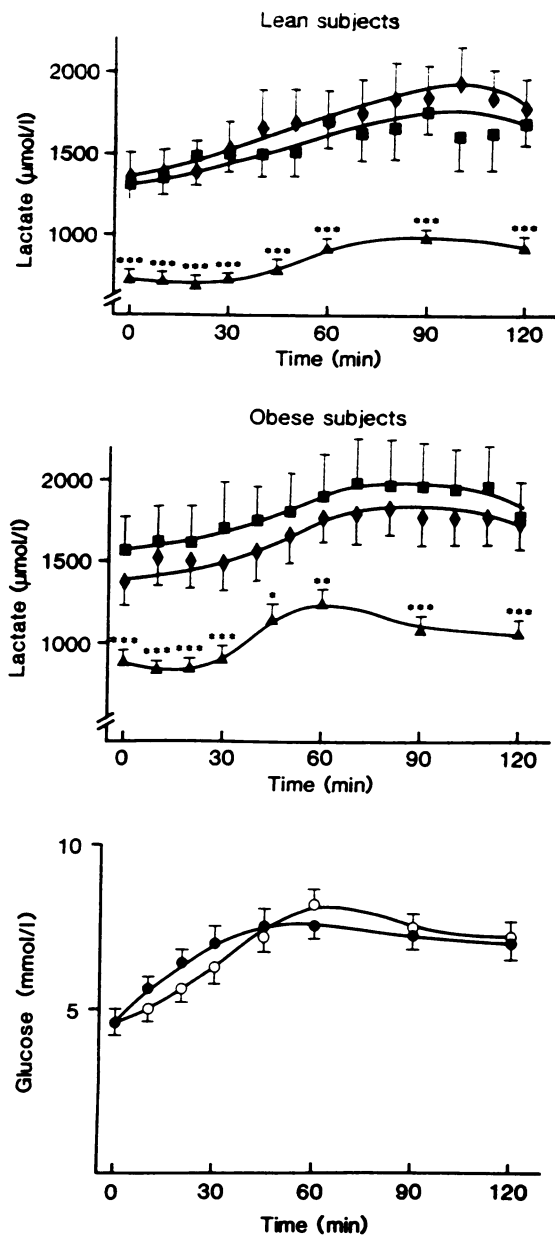 Lean subjects
2000
1500
1000
Lactate (µmol/l)
*** *** *** *** *** *** *** ***
0 30 60 90 120
Time (min)
Obese subjects
2000
1500
1000
Lactate (µmol/l)
*** *** *** *** * ** *** ***
0 30 60 90 120
Time (min)
10
5
Glucose (mmol/l)
0 30 60 90 120
Time (min)